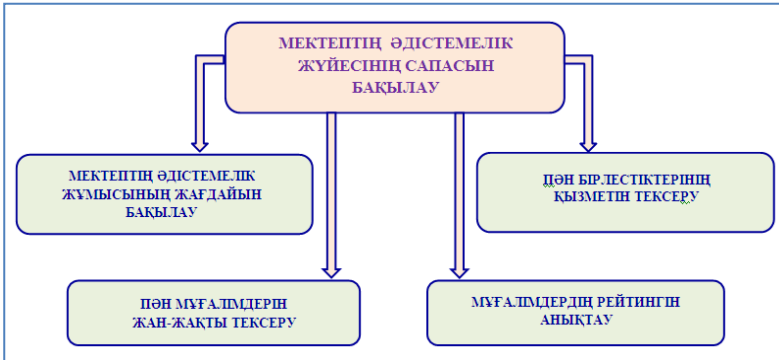 МЕКТЕПТІҢ ӘДІСТЕМЕЛІК
ЖҮЙЕСІНІҢ САПАСЫН
БАҚЫЛАУ
МЕКТЕПТІҢ ӘДІСТЕМЕЛІК
ЖҰМЫСЫНЫҢ ЖАҒДАЙЫН
БАҚЫЛАУ
ПӘН БІРЛЕСТІКТЕРІНІҢ
ҚЫЗМЕТІН ТЕКСЕРУ
ПӘН МҰҒАЛІМДЕРІН
ЖАН-ЖАҚТЫ ТЕКСЕРУ
МҰҒАЛІМДЕРДІҢ РЕЙТИНГІН
АНЫҚТАУ